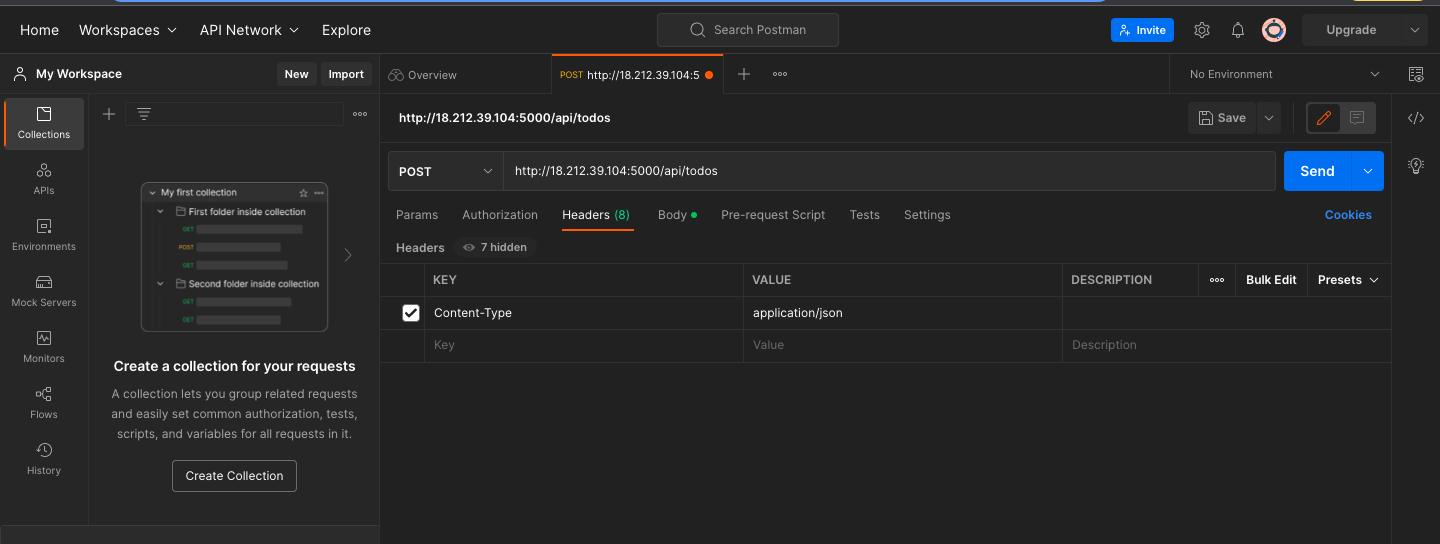 Home Workspaces API Network Explore Search Postman Invite Upgrade
My Workspace New Import Overview POST http://18.212.39.104:5 No Environment
Collections
APIs
Environments
Mock Servers
Monitors
Flows
History
My first collection
First folder inside collection
GET
POST
GET
Second folder inside collection
GET
GET
Create a collection for your requests
A collection lets you group related requests
and easily set common authorization, tests,
scripts, and variables for all requests in it.
Create Collection
http://18.212.39.104:5000/api/todos Save
POST http://18.212.39.104:5000/api/todos Send
Params Authorization Headers (8) Body Pre-request Script Tests Settings Cookies
Headers 7 hidden
KEY VALUE DESCRIPTION Bulk Edit Presets
Content-Type application/json
Key Value Description